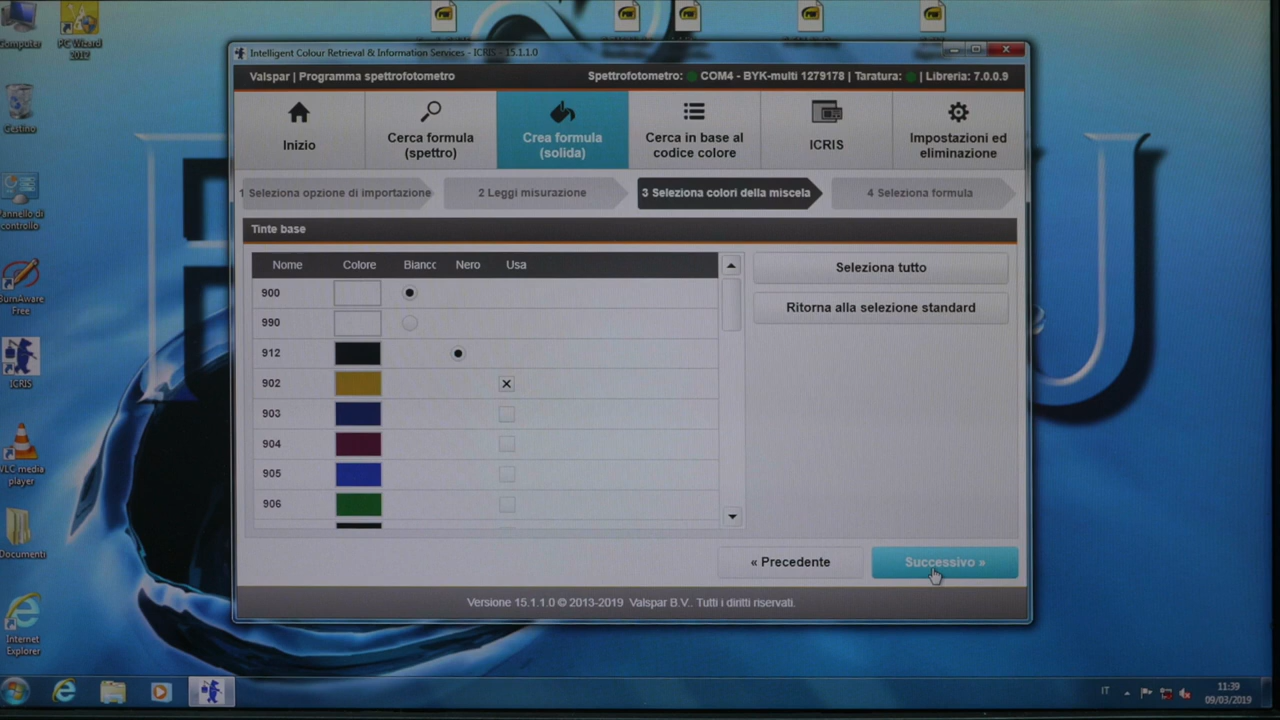 Computer
PC Wizard
2012
Cestino
Pannello di
controllo
BurnAware
Free
ICRIS
VLC media
player
Documenti
Internet
Explorer
Intelligent Colour Retrieval & Information Services - ICRIS - 15.1.1.0
Valspar | Programma spettrofotometro
Spettrofotometro: COM4 - BYK-multi 1279178 | Taratura: | Libreria: 7.0.0.9
Inizio
Cerca formula
(spettro)
Crea formula
(solida)
Cerca in base al
codice colore
ICRIS
Impostazioni ed
eliminazione
1 Seleziona opzione di importazione
2 Leggi misurazione
3 Seleziona colori della miscela
4 Seleziona formula
Tinte base
Nome Colore Bianco Nero Usa
900
990
912
902
903
904
905
906
Seleziona tutto
Ritorna alla selezione standard
« Precedente
Successivo »
Versione 15.1.1.0 © 2013-2019 Valspar B.V.. Tutti i diritti riservati.
IT
11:39
09/03/2019